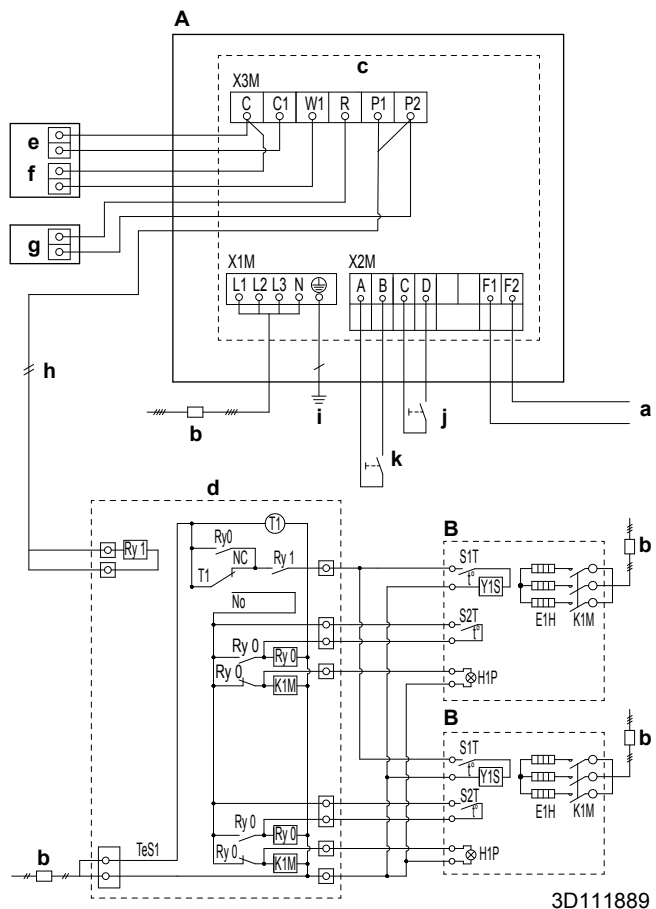 A
c
X3M
C C1 W1 R P1 P2
e
f
g
X1M
L1 L2 L3 N
X2M
A B C D F1 F2
h
i
j
a
b
k
d
T1
Ry0
NC
Ry 1
T1
No
Ry 1
Ry 0
Ry 0
Ry 0
K1M
TeS1
Ry 0
Ry 0
Ry 0
K1M
b
B
S1T
t°
Y1S
S2T
t°
H1P
E1H K1M
b
B
S1T
t°
Y1S
S2T
t°
H1P
E1H K1M
b
3D111889